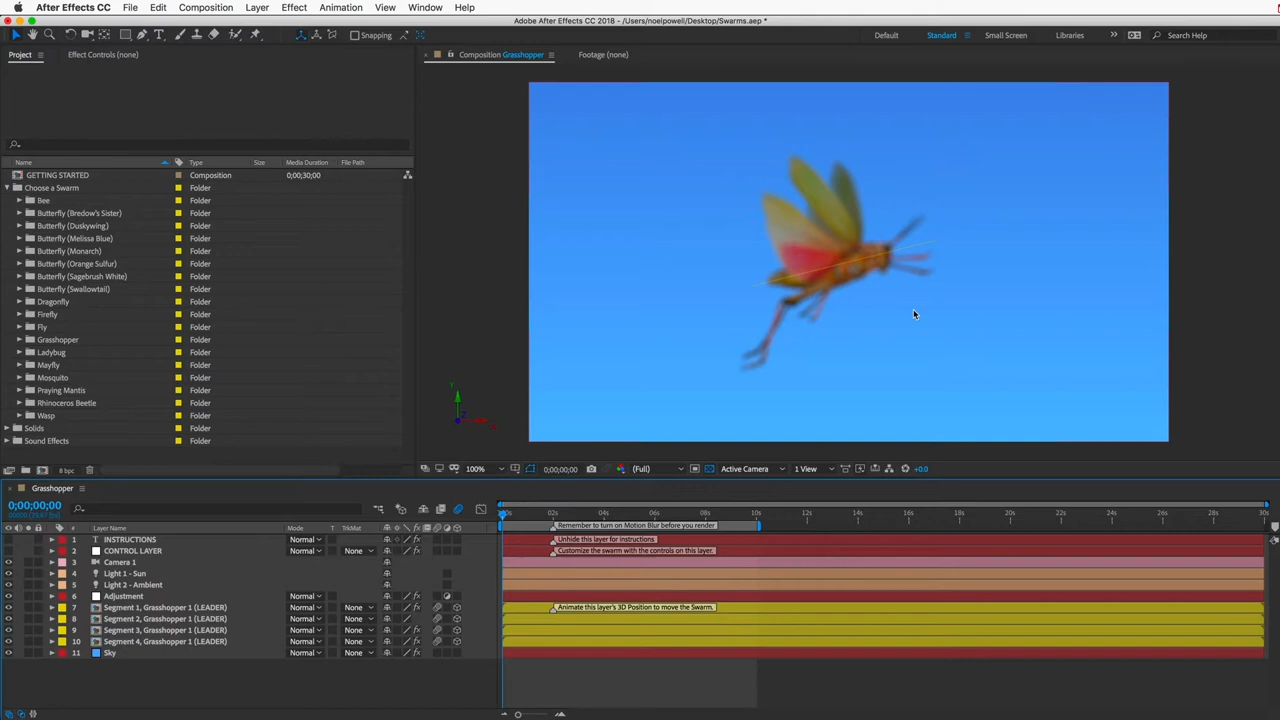 After Effects CC File Edit Composition Layer Effect Animation View Window Help
Adobe After Effects CC 2018 - /Users/noelpowell/Desktop/Swarms.aep *
Snapping Default Standard Small Screen Libraries Search Help
Project Effect Controls (none) Composition Grasshopper Footage (none)
Name Type Size Media Duration File Path
GETTING STARTED Composition 0;00;30;00
Choose a Swarm Folder
Bee Folder
Butterfly (Bredow's Sister) Folder
Butterfly (Duskywing) Folder
Butterfly (Melissa Blue) Folder
Butterfly (Monarch) Folder
Butterfly (Orange Sulfur) Folder
Butterfly (Sagebrush White) Folder
Butterfly (Swallowtail) Folder
Dragonfly Folder
Firefly Folder
Fly Folder
Grasshopper Folder
Ladybug Folder
Mayfly Folder
Mosquito Folder
Praying Mantis Folder
Rhinoceros Beetle Folder
Wasp Folder
Solids Folder
Sound Effects Folder
8 bpc 100% 0;00;00;00 (Full) Active Camera 1 View +0.0
Grasshopper
0;00;00;00
02s 04s 06s 08s 10s 12s 14s 16s 18s 20s 22s 24s 26s 28s 30s
# Layer Name Mode T TrkMat Remember to turn on Motion Blur before you render
1 T INSTRUCTIONS Normal Unhide this layer for instructions
2 CONTROL LAYER Normal None Customize the swarm with the controls on this layer.
3 Camera 1
4 Light 1 - Sun
5 Light 2 - Ambient
6 Adjustment Normal
7 Segment 1, Grasshopper 1 (LEADER) Normal None Animate this layer's 3D Position to move the Swarm.
8 Segment 2, Grasshopper 1 (LEADER) Normal None
9 Segment 3, Grasshopper 1 (LEADER) Normal None
10 Segment 4, Grasshopper 1 (LEADER) Normal None
11 Sky Normal None